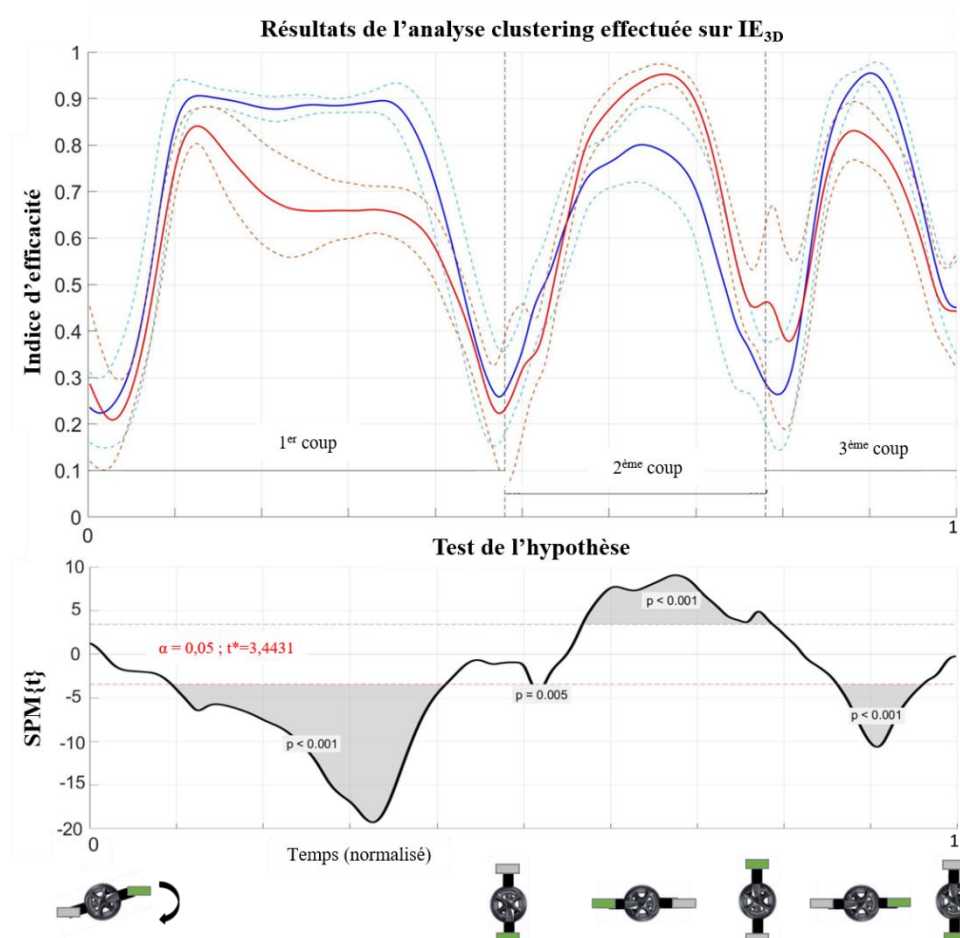 Résultats de l’analyse clustering effectuée sur IE3D
Indice d’efficacité
1
0.9
0.8
0.7
0.6
0.5
0.4
0.3
0.2
0.1
0
1er coup
2ème coup
3ème coup
0
1
Test de l’hypothèse
SPM{t}
10
5
0
-5
-10
-15
-20
α = 0,05 ; t*=3,4431
p < 0.001
p = 0.005
p < 0.001
p < 0.001
0
Temps (normalisé)
1